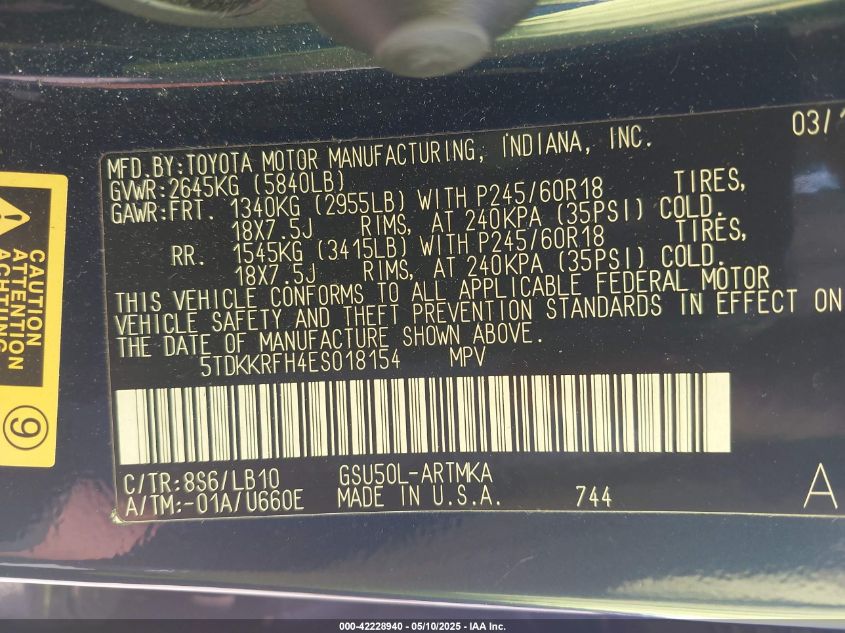 03/1
MFD.BY:TOYOTA MOTOR MANUFACTURING, INDIANA, INC.
GVWR:2645KG (5840LB)
GAWR:FRT. 1340KG (2955LB) WITH P245/60R18 TIRES,
18X7.5J RIMS, AT 240KPA (35PSI) COLD.
RR. 1545KG (3415LB) WITH P245/60R18 TIRES,
18X7.5J RIMS, AT 240KPA (35PSI) COLD.
THIS VEHICLE CONFORMS TO ALL APPLICABLE FEDERAL MOTOR
VEHICLE SAFETY AND THEFT PREVENTION STANDARDS IN EFFECT ON
THE DATE OF MANUFACTURE SHOWN ABOVE.
5TDKKRFH4ES018154 MPV
C/TR:8S6/LB10 GSU50L-ARTMKA
A/TM:-01A/U660E MADE IN U.S.A. 744
A
CAUTION
ATTENTION
ACHTUNG
9
000-42228940 - 05/10/2025 - IAA Inc.